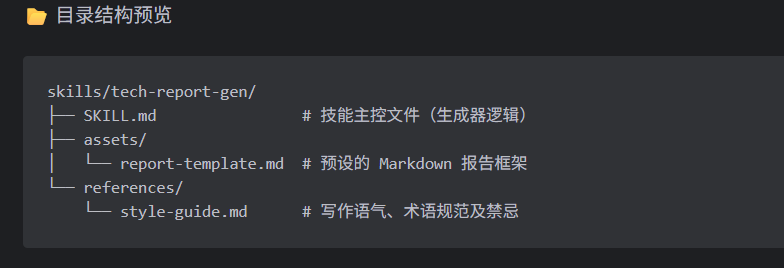 📂 目录结构预览
skills/tech-report-gen/
├── SKILL.md                # 技能主控文件（生成器逻辑）
├── assets/
│   └── report-template.md  # 预设的 Markdown 报告框架
└── references/
    └── style-guide.md      # 写作语气、术语规范及禁忌